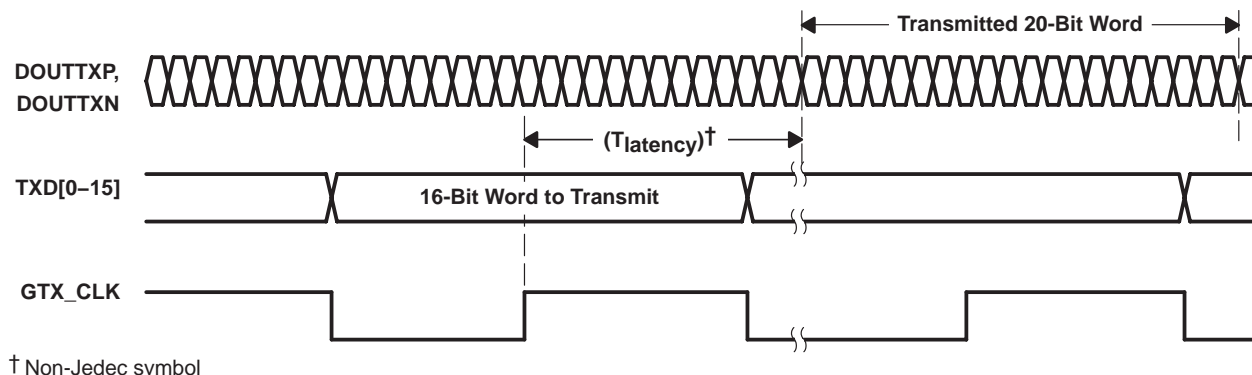 Transmitted 20-Bit Word
DOUTTXP,
DOUTTXN
(Tlatency)†
TXD[0–15]
16-Bit Word to Transmit
GTX_CLK
† Non-Jedec symbol